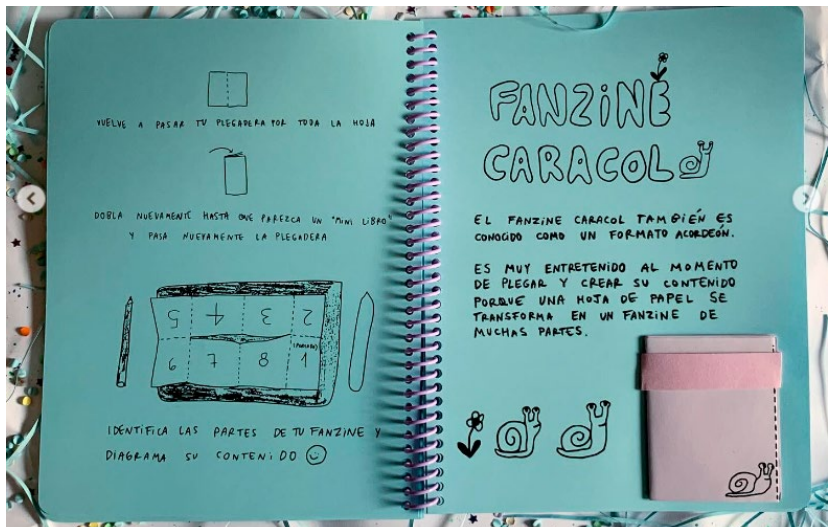 VUELVE A PASAR TU PLEGADERA POR TODA LA HOJA
DOBLA NUEVAMENTE HASTA QUE PAREZCA UN "MINI LIBRO"
Y PASA NUEVAMENTE LA PLEGADERA
5 4 3 2
6 7 8 1
(PORTADA)
IDENTIFICA LAS PARTES DE TU FANZINE Y
DIAGRAMA SU CONTENIDO
FANZINE
CARACOL
EL FANZINE CARACOL TAMBIÉN ES
CONOCIDO COMO UN FORMATO ACORDEÓN.
ES MUY ENTRETENIDO AL MOMENTO
DE PLEGAR Y CREAR SU CONTENIDO
PORQUE UNA HOJA DE PAPEL SE
TRANSFORMA EN UN FANZINE DE
MUCHAS PARTES.